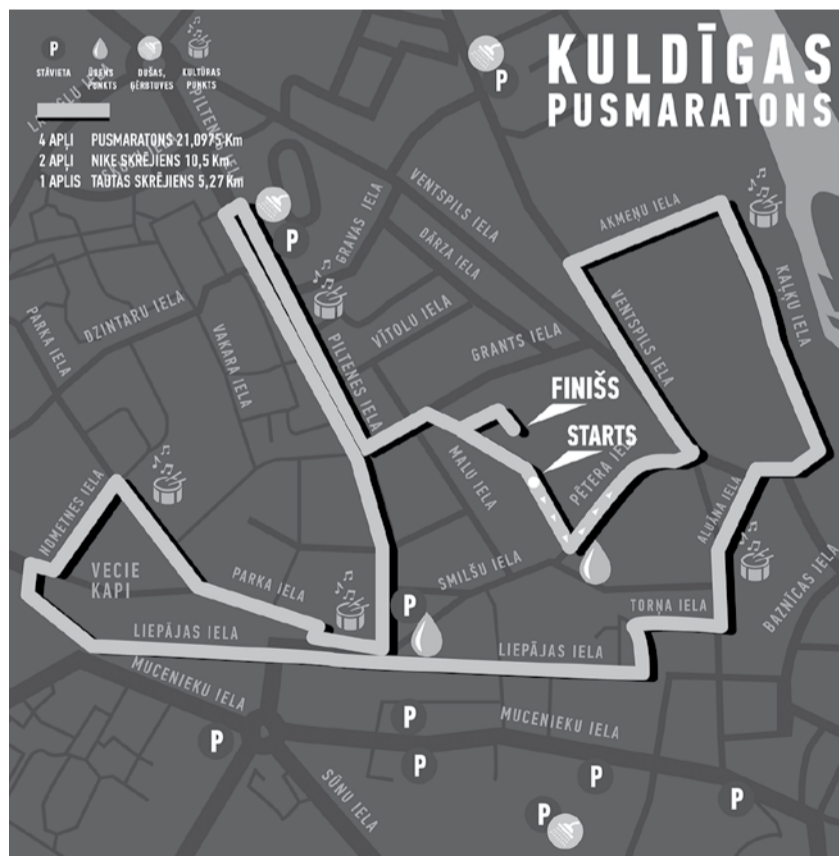 KULDĪGAS
PUSMARATONS
P
STĀVIETA
ŪDENS
PUNKTS
DUŠAS,
ĢĒRBTUVES
KULTŪRAS
PUNKTS
4 APĻI PUSMARATONS 21,0975 Km
2 APĻI NIKE SKRĒJIENS 10,5 Km
1 APLIS TAUTAS SKRĒJIENS 5,27 Km
P
PILTENES IELA
P
GRAVAS IELA
VENTSPILS IELA
DĀRZA IELA
AKMEŅU IELA
KAĻĶU IELA
PARKA IELA
DZINTARU IELA
VAKARA IELA
PILTENES IELA
VĪTOLU IELA
GRANTS IELA
VENTSPILS IELA
FINIŠS
STARTS
MALU IELA
PĒTERA IELA
NOMETNES IELA
ALUĀNA IELA
VECIE
KAPI
PARKA IELA
SMILŠU IELA
P
TORŅA IELA
BAZNĪCAS IELA
LIEPĀJAS IELA
LIEPĀJAS IELA
MUCENIEKU IELA
P
P
MUCENIEKU IELA
P
P
P
SŪŅU IELA
P